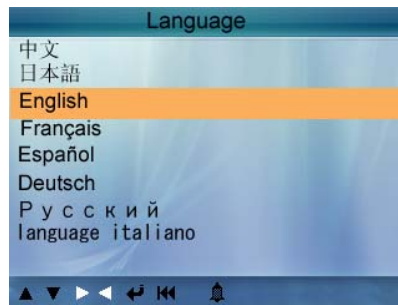 Language
中文
日本語
English
Français
Español
Deutsch
Русский
language italiano